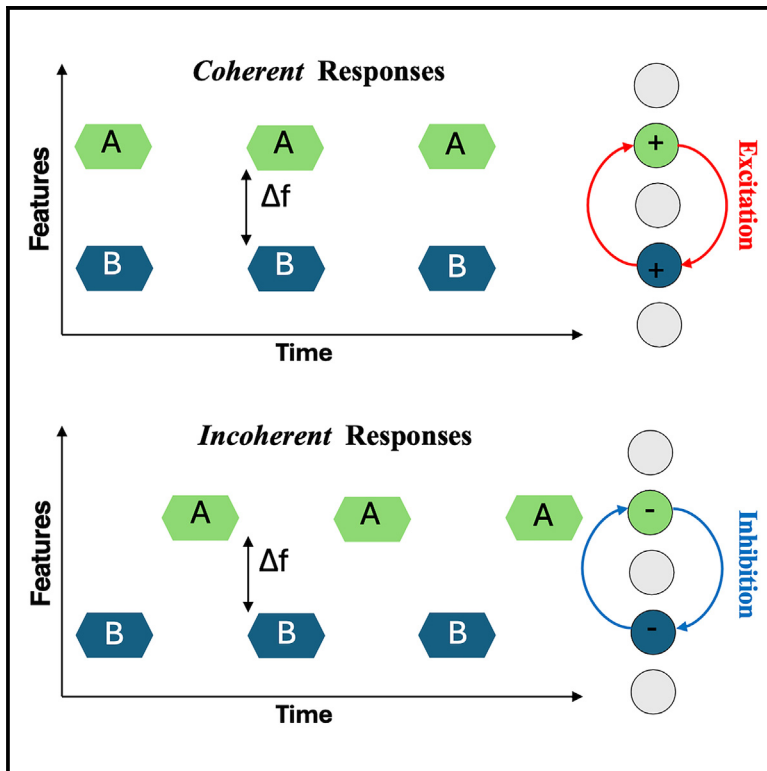 Coherent Responses
Features
A A A
+
Δf
Excitation
B B B
+
Time
Incoherent Responses
Features
A A A
-
Δf
Inhibition
B B B
-
Time